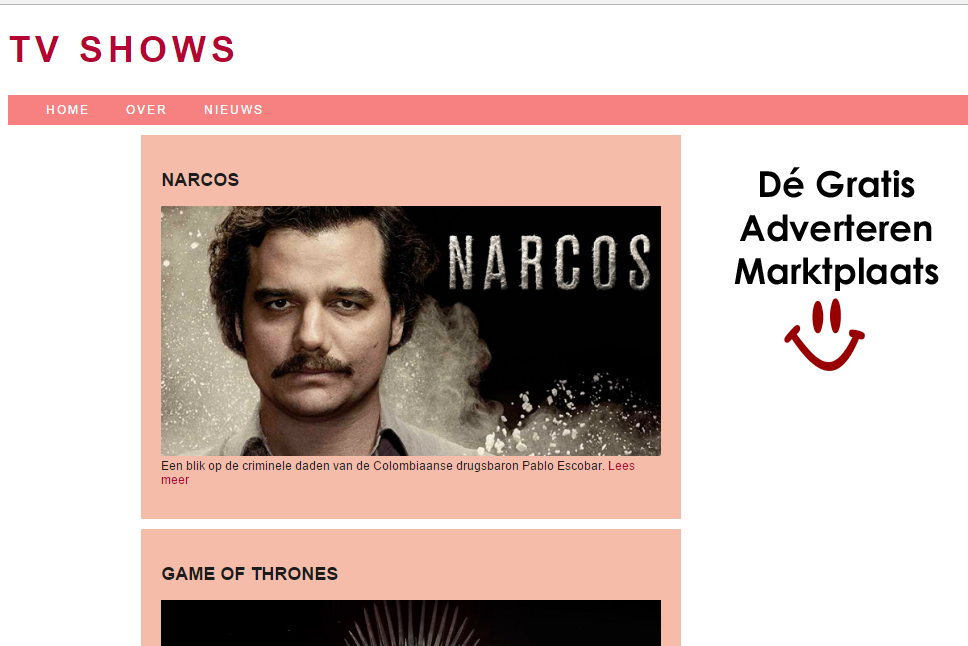 TV SHOWS
HOME OVER NIEUWS
NARCOS
NARCOS
Een blik op de criminele daden van de Colombiaanse drugsbaron Pablo Escobar. Lees
meer
GAME OF THRONES
Dé Gratis
Adverteren
Marktplaats